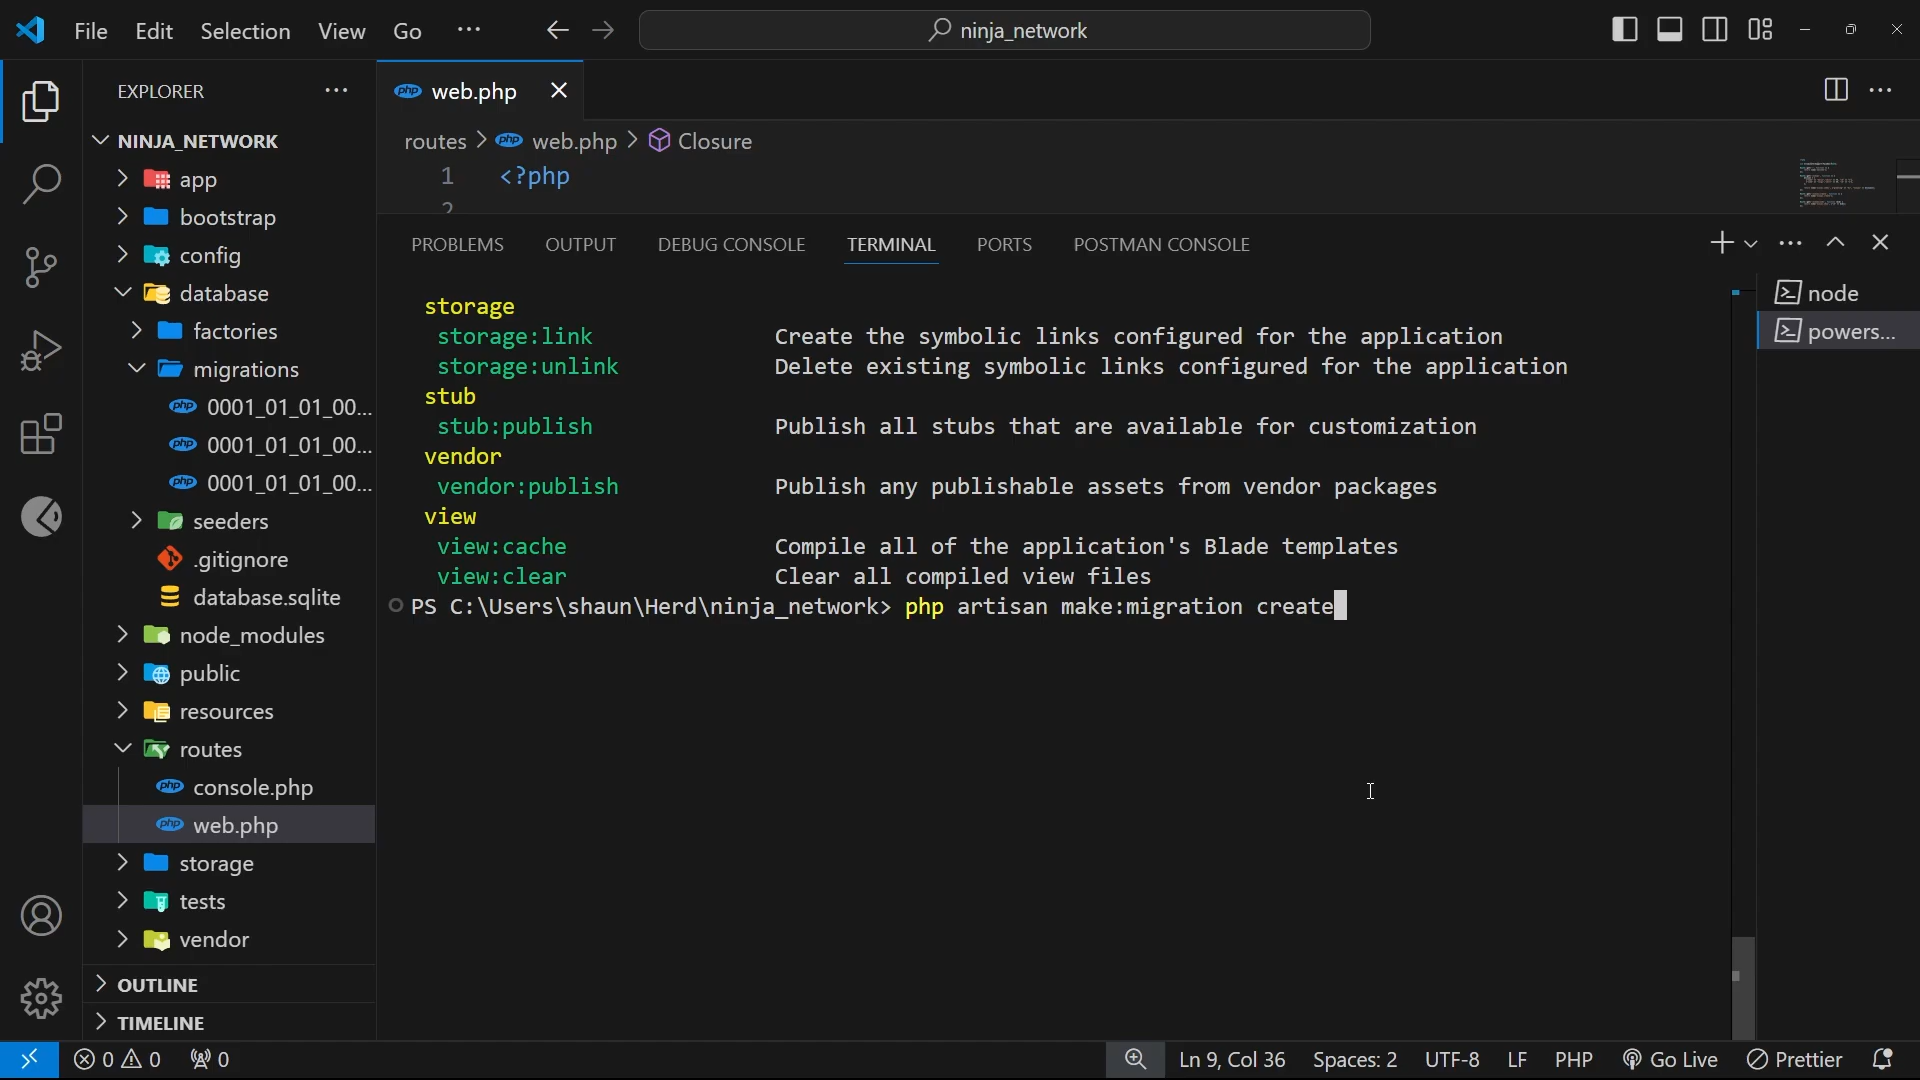 File Edit Selection View Go ···
ninja_network
EXPLORER
NINJA_NETWORK
app
bootstrap
config
database
factories
migrations
0001_01_01_00...
0001_01_01_00...
0001_01_01_00...
seeders
.gitignore
database.sqlite
node_modules
public
resources
routes
console.php
web.php
storage
tests
vendor
OUTLINE
TIMELINE
web.php
routes > web.php > Closure
1 <?php
2
PROBLEMS OUTPUT DEBUG CONSOLE TERMINAL PORTS POSTMAN CONSOLE
storage
storage:link Create the symbolic links configured for the application
storage:unlink Delete existing symbolic links configured for the application
stub
stub:publish Publish all stubs that are available for customization
vendor
vendor:publish Publish any publishable assets from vendor packages
view
view:cache Compile all of the application's Blade templates
view:clear Clear all compiled view files
PS C:\Users\shaun\Herd\ninja_network> php artisan make:migration create
node
powers...
0 0 0
Ln 9, Col 36 Spaces: 2 UTF-8 LF PHP Go Live Prettier